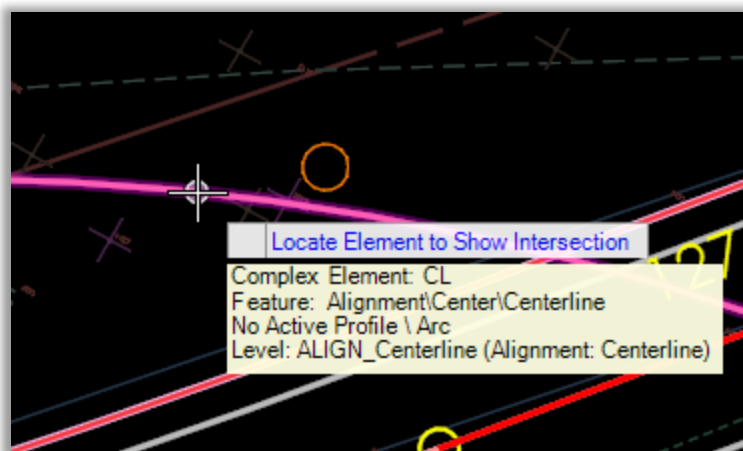 Locate Element to Show Intersection
127
Complex Element: CL
Feature: Alignment\Center\Centerline
No Active Profile \ Arc
Level: ALIGN_Centerline (Alignment: Centerline)